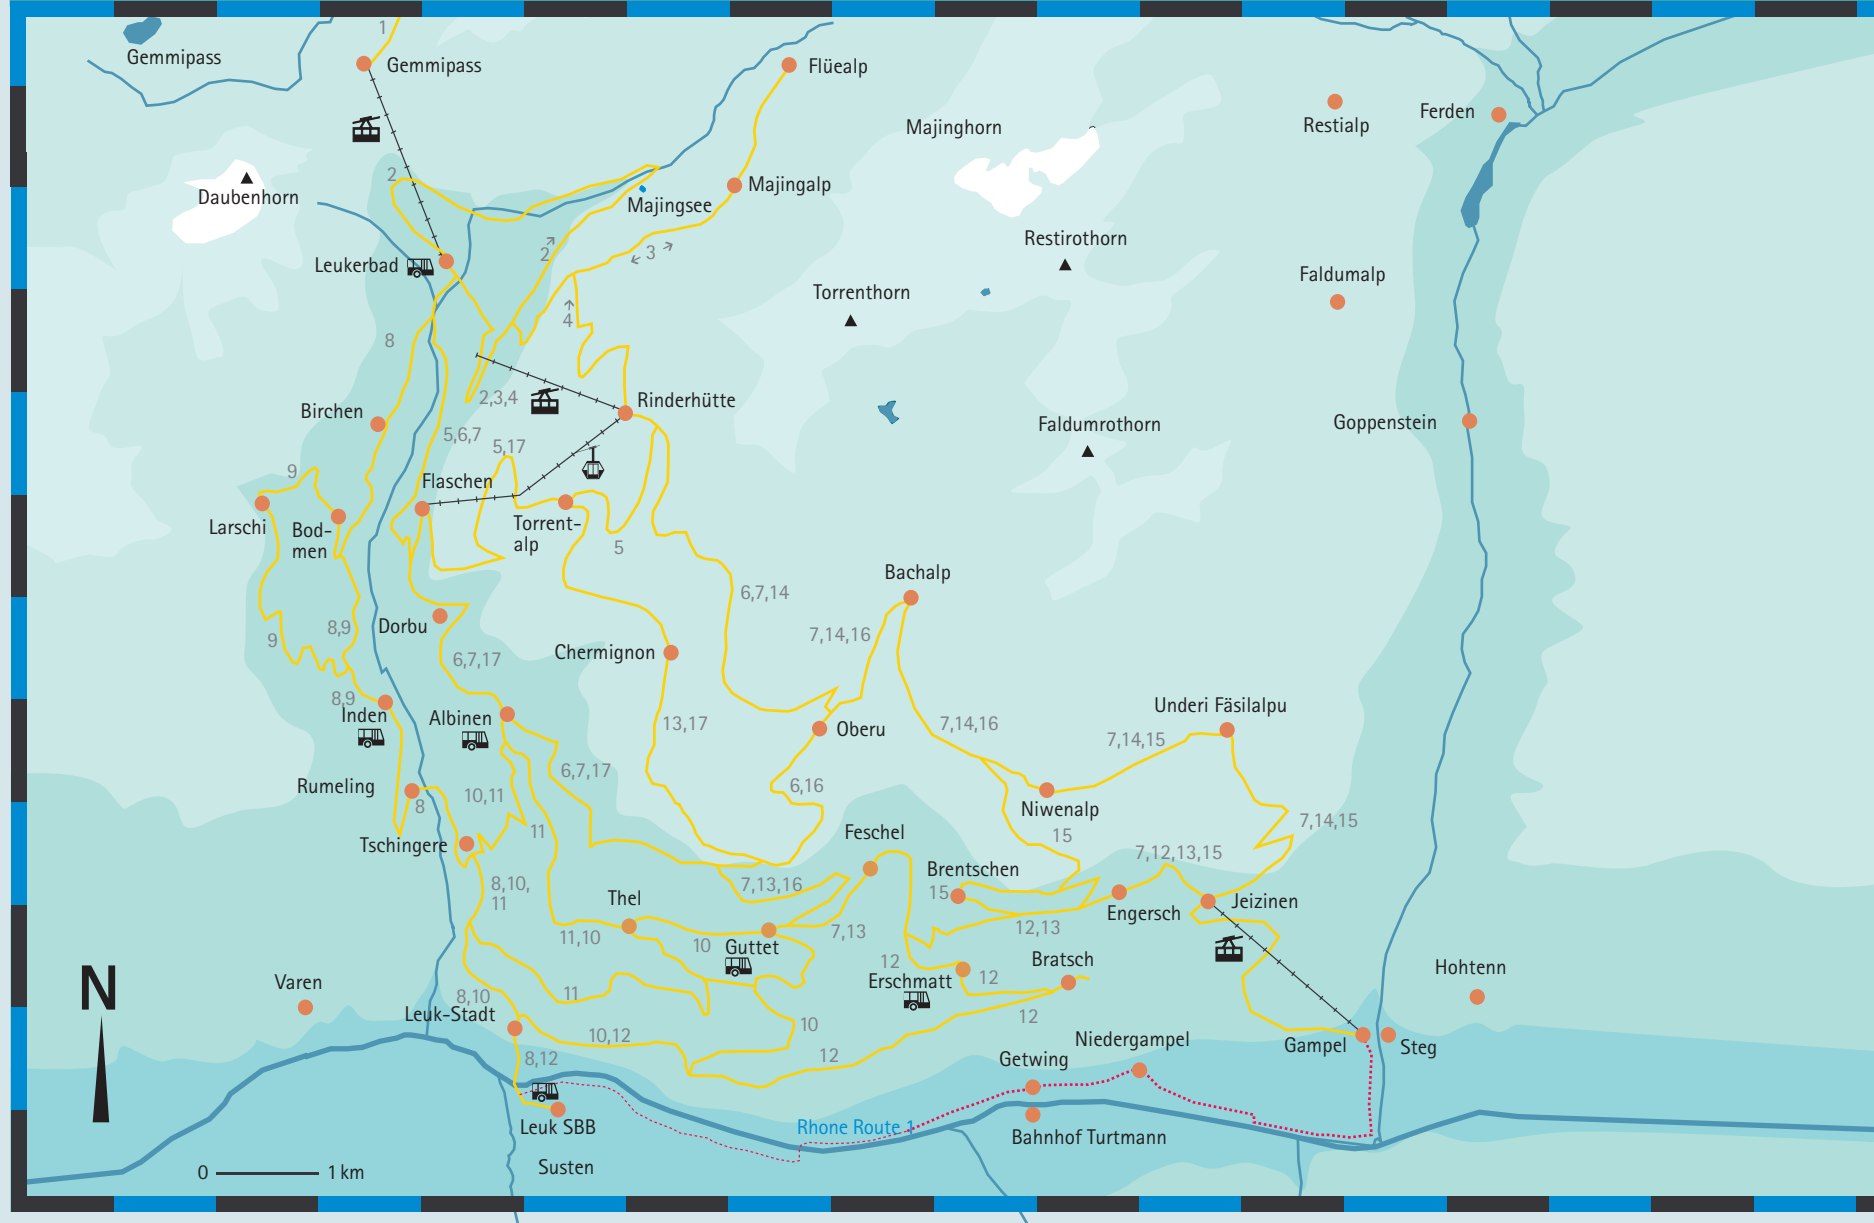 1
Gemmipass
Gemmipass
Flüealp
Majinghorn
Restialp
Ferden
2
Daubenhorn
Majingalp
Majingsee
2
3
Restirothorn
Leukerbad
Faldumalp
Torrenthorn
4
8
2,3,4
Rinderhütte
Birchen
5,6,7
5,17
Faldumrothorn
Goppenstein
9
Flaschen
Larschi
Bod-
men
Torrent-
alp
5
Bachalp
6,7,14
8,9
Dorbu
9
7,14,16
Chermignon
6,7,17
8,9
Inden
Albinen
13,17
Oberu
7,14,16
Underi Fäsilalpu
7,14,15
6,7,17
6,16
Rumeling
8
10,11
Niwenalp
11
Feschel
15
7,14,15
Tschingere
7,12,13,15
Brentschen
8,10,
11
7,13,16
15
Thel
Engersch
Jeizinen
11,10
10
Guttet
7,13
12,13
12
Bratsch
Erschmatt
12
Hohtenn
N
Varen
8,10
11
Leuk-Stadt
10
12
10,12
Niedergampel
Gampel
Steg
8,12
12
Getwing
Rhone Route 1
Leuk SBB
Bahnhof Turtmann
0
1 km
Susten